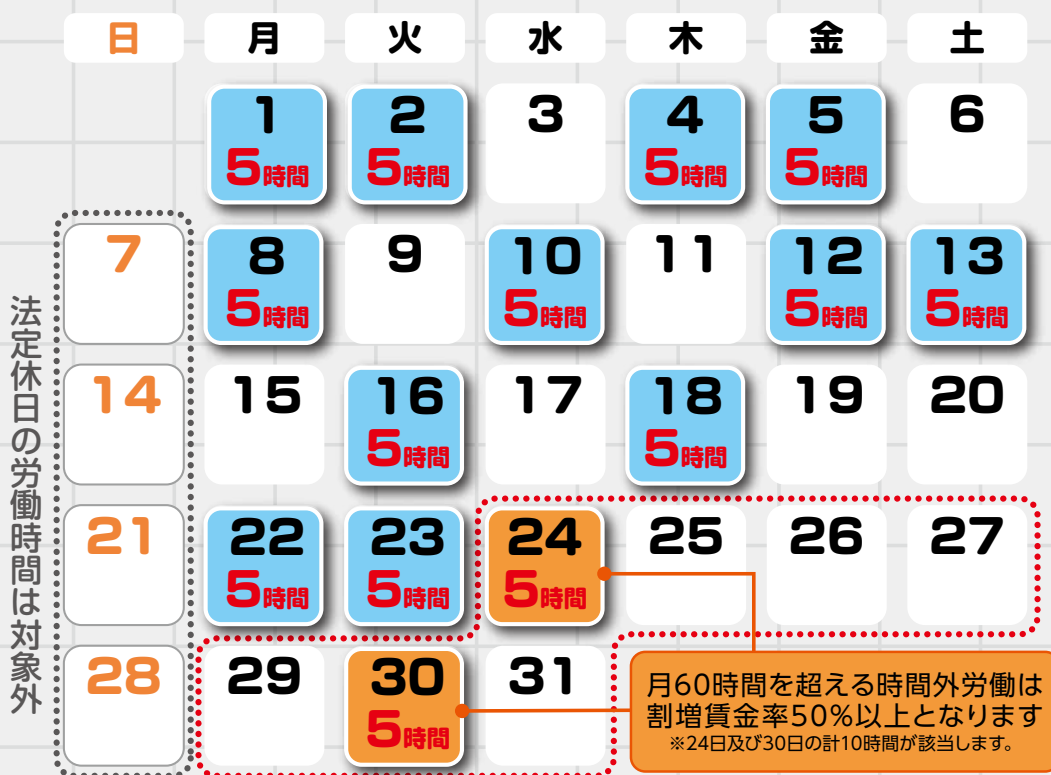 日 月 火 水 木 金 土
1 2 3 4 5 6
5時間 5時間 5時間 5時間
7 8 9 10 11 12 13
5時間 5時間 5時間 5時間
14 15 16 17 18 19 20
5時間 5時間
21 22 23 24 25 26 27
5時間 5時間 5時間
28 29 30 31
5時間
法定休日の労働時間は対象外
月60時間を超える時間外労働は
割増賃金率50%以上となります
※24日及び30日の計10時間が該当します。